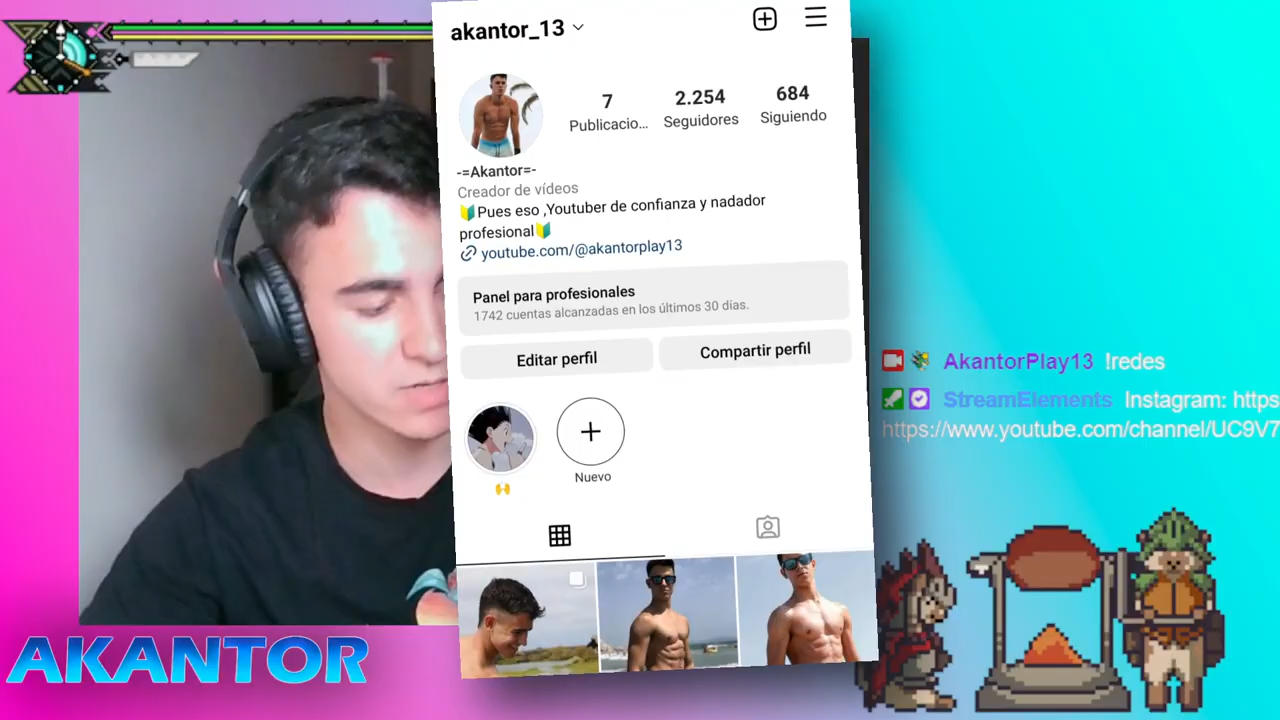 akantor_13
7
2.254
684
Publicacio...
Seguidores
Siguiendo
-=Akantor=-
Creador de vídeos
🔰Pues eso ,Youtuber de confianza y nadador
profesional🔰
youtube.com/@akantorplay13
Panel para profesionales
1742 cuentas alcanzadas en los últimos 30 días.
Editar perfil
Compartir perfil
🙌
Nuevo
AkantorPlay13 !redes
StreamElements Instagram: https
https://www.youtube.com/channel/UC9V7
AKANTOR